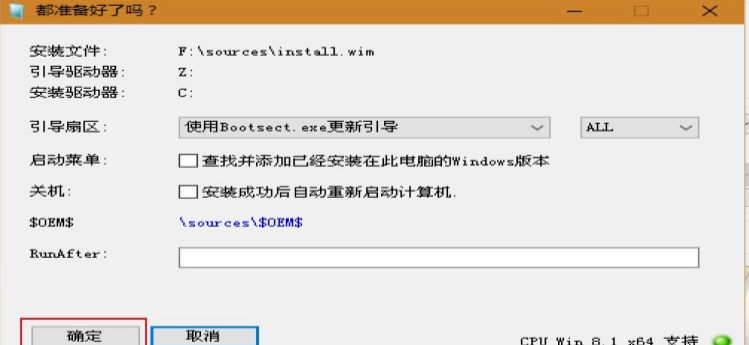 都准备好了吗？
安装文件: F:\sources\install.wim
引导驱动器: Z:
安装驱动器: C:
引导扇区: 使用Bootsect.exe更新引导 ALL
启动菜单: 查找并添加已经安装在此电脑的Windows版本
关机: 安装成功后自动重新启动计算机.
$OEM$ \sources\$OEM$
RunAfter:
确定 取消
CPU Win 8.1 x64 支持